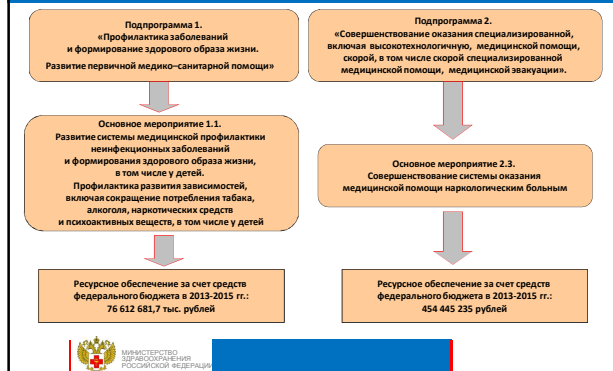 Подпрограмма 1.
«Профилактика заболеваний
и формирование здорового образа жизни.
Развитие первичной медико–санитарной помощи»
Подпрограмма 2.
«Совершенствование оказания специализированной,
включая высокотехнологичную, медицинской помощи,
скорой, в том числе скорой специализированной
медицинской помощи, медицинской эвакуации».
Основное мероприятие 1.1.
Развитие системы медицинской профилактики
неинфекционных заболеваний
и формирования здорового образа жизни,
в том числе у детей.
Профилактика развития зависимостей,
включая сокращение потребления табака,
алкоголя, наркотических средств
и психоактивных веществ, в том числе у детей
Основное мероприятие 2.3.
Совершенствование системы оказания
медицинской помощи наркологическим больным
Ресурсное обеспечение за счет средств
федерального бюджета в 2013-2015 гг.:
76 612 681,7 тыс. рублей
Ресурсное обеспечение за счет средств
федерального бюджета в 2013-2015 гг.:
454 445 235 рублей
МИНИСТЕРСТВО
ЗДРАВООХРАНЕНИЯ
РОССИЙСКОЙ ФЕДЕРАЦИИ